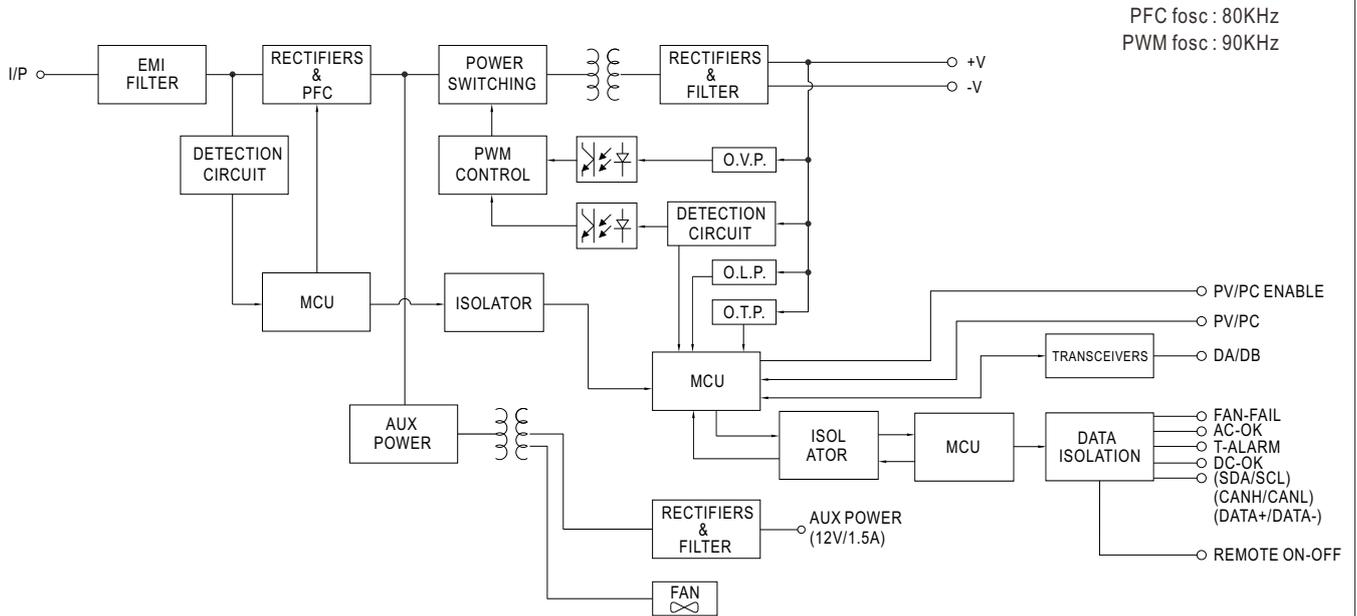 PFC fosc : 80KHz
PWM fosc : 90KHz
I/P
EMI
FILTER
RECTIFIERS
&
PFC
POWER
SWITCHING
RECTIFIERS
&
FILTER
+V
-V
DETECTION
CIRCUIT
PWM
CONTROL
O.V.P.
DETECTION
CIRCUIT
O.L.P.
O.T.P.
MCU
ISOLATOR
MCU
PV/PC ENABLE
PV/PC
TRANSCEIVERS
DA/DB
AUX
POWER
ISOL
ATOR
MCU
DATA
ISOLATION
FAN-FAIL
AC-OK
T-ALARM
DC-OK
(SDA/SCL)
(CANH/CANL)
(DATA+/DATA-)
REMOTE ON-OFF
RECTIFIERS
&
FILTER
AUX POWER
(12V/1.5A)
FAN